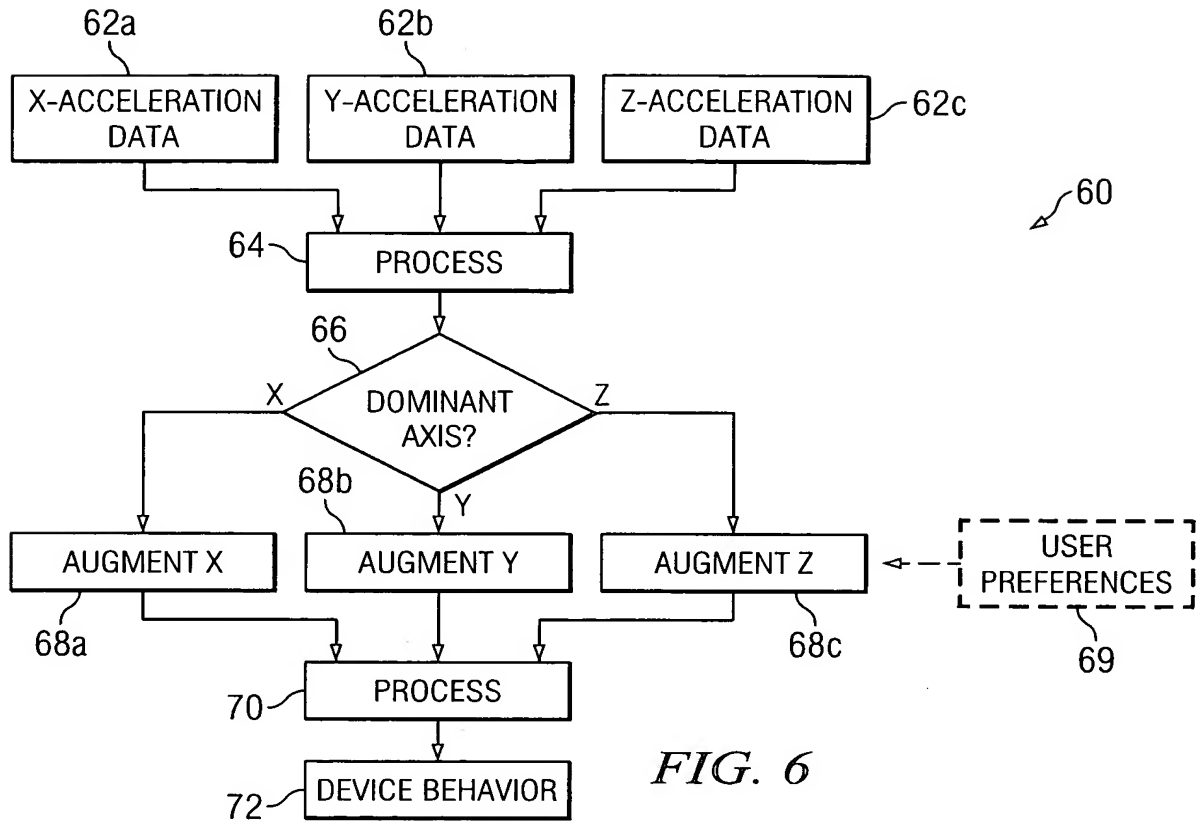 62a
62b
X-ACCELERATION
DATA
Y-ACCELERATION
DATA
Z-ACCELERATION
DATA
62c
60
64
PROCESS
66
X
DOMINANT
AXIS?
Z
Y
68b
AUGMENT X
AUGMENT Y
AUGMENT Z
USER
PREFERENCES
68a
68c
69
70
PROCESS
72
DEVICE BEHAVIOR
FIG. 6